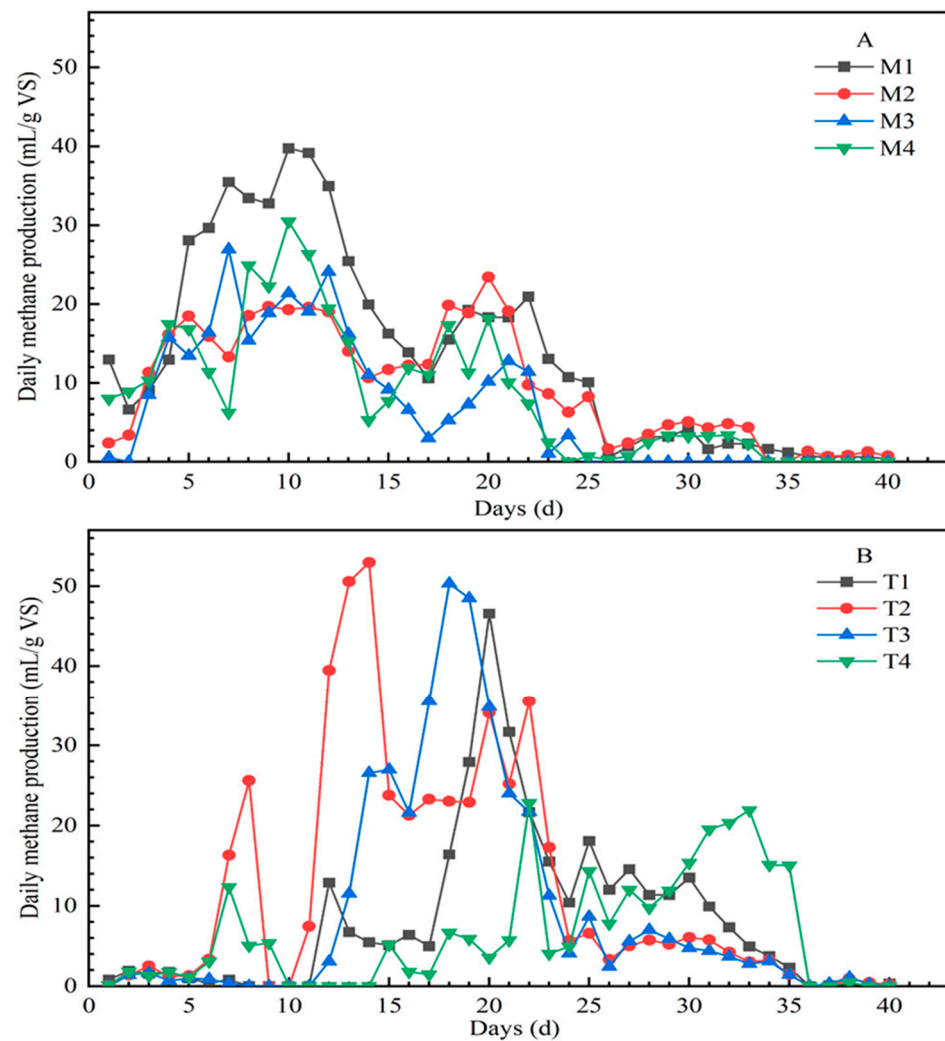 A
M1
M2
M3
M4
Daily methane production (mL/g VS)
50
40
30
20
10
0
0 5 10 15 20 25 30 35 40
Days (d)
B
T1
T2
T3
T4
Daily methane production (mL/g VS)
50
40
30
20
10
0
0 5 10 15 20 25 30 35 40
Days (d)